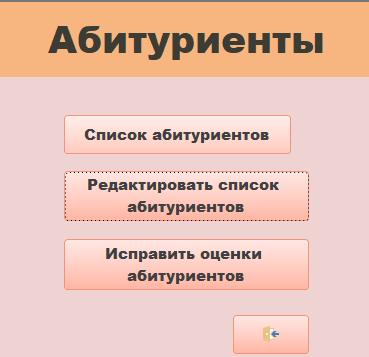 Абитуриенты
Список абитуриентов
Редактировать список
абитуриентов
Исправить оценки
абитуриентов